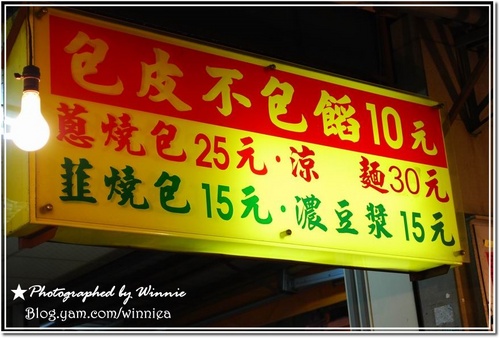 包皮不包餡10元
蔥燒包25元·涼 麵30元
韮燒包15元·濃豆漿15元
★Photographed by Winnie
Blog.yam.com/winniea